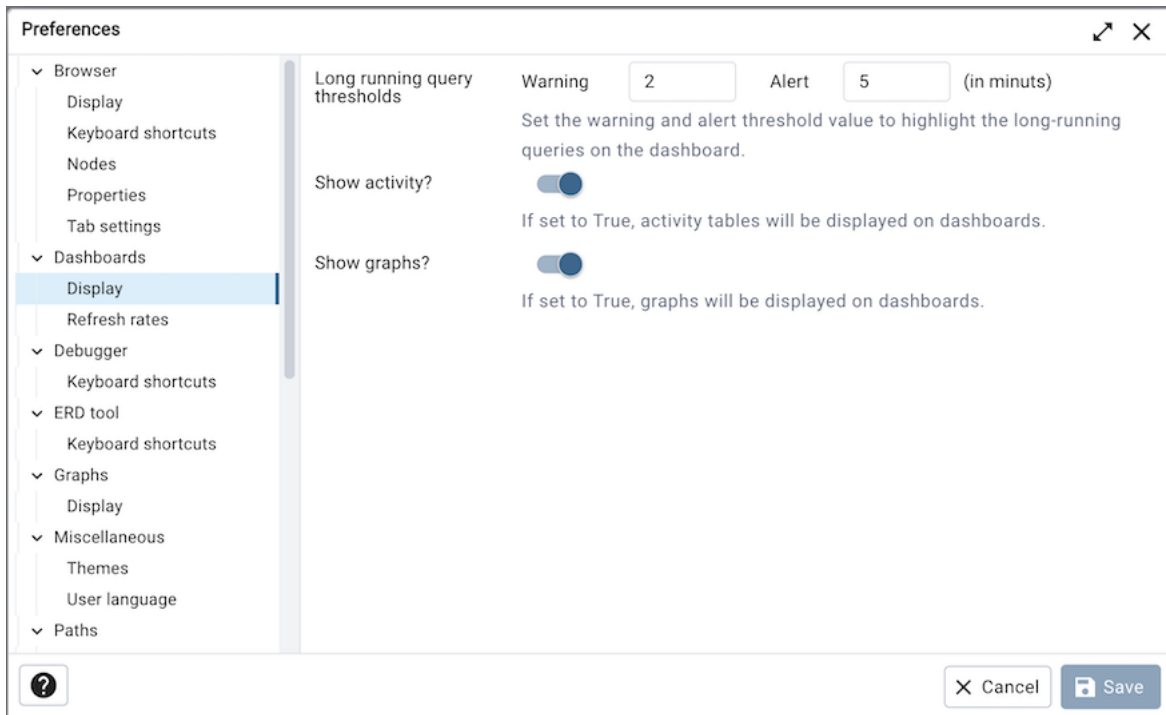 Preferences
Browser
Display
Keyboard shortcuts
Nodes
Properties
Tab settings
Dashboards
Display
Refresh rates
Debugger
Keyboard shortcuts
ERD tool
Keyboard shortcuts
Graphs
Display
Miscellaneous
Themes
User language
Paths
Long running query
thresholds
Warning 2 Alert 5 (in minuts)
Set the warning and alert threshold value to highlight the long-running
queries on the dashboard.
Show activity?
If set to True, activity tables will be displayed on dashboards.
Show graphs?
If set to True, graphs will be displayed on dashboards.
? Cancel Save